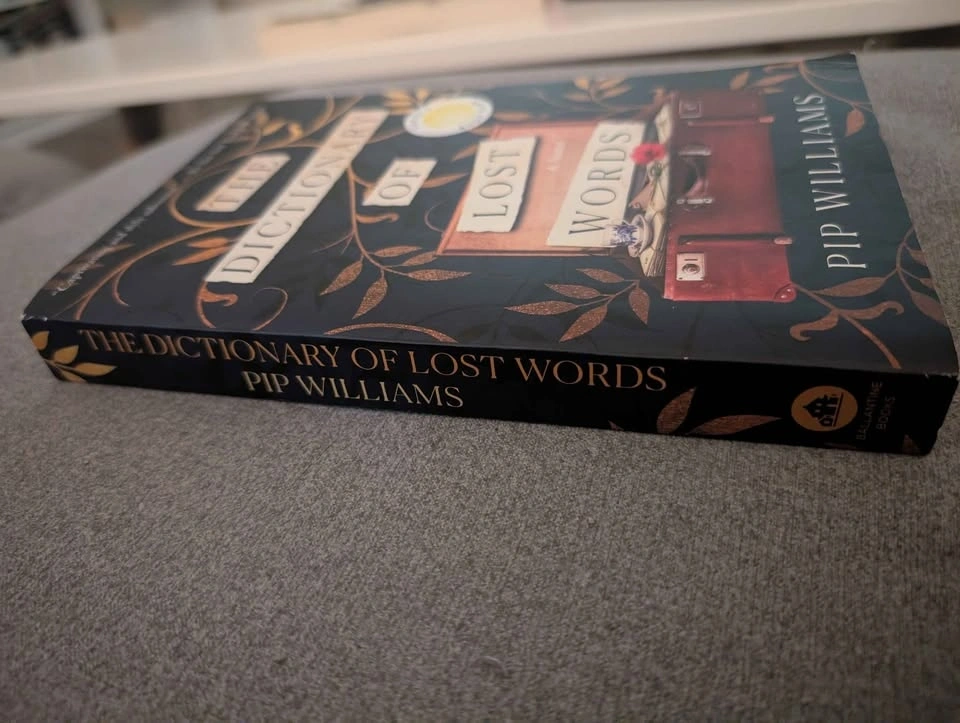 THE
DICTIONARY
OF
LOST
WORDS
PIP WILLIAMS
THE DICTIONARY OF LOST WORDS
PIP WILLIAMS
BALLANTINE
BOOKS